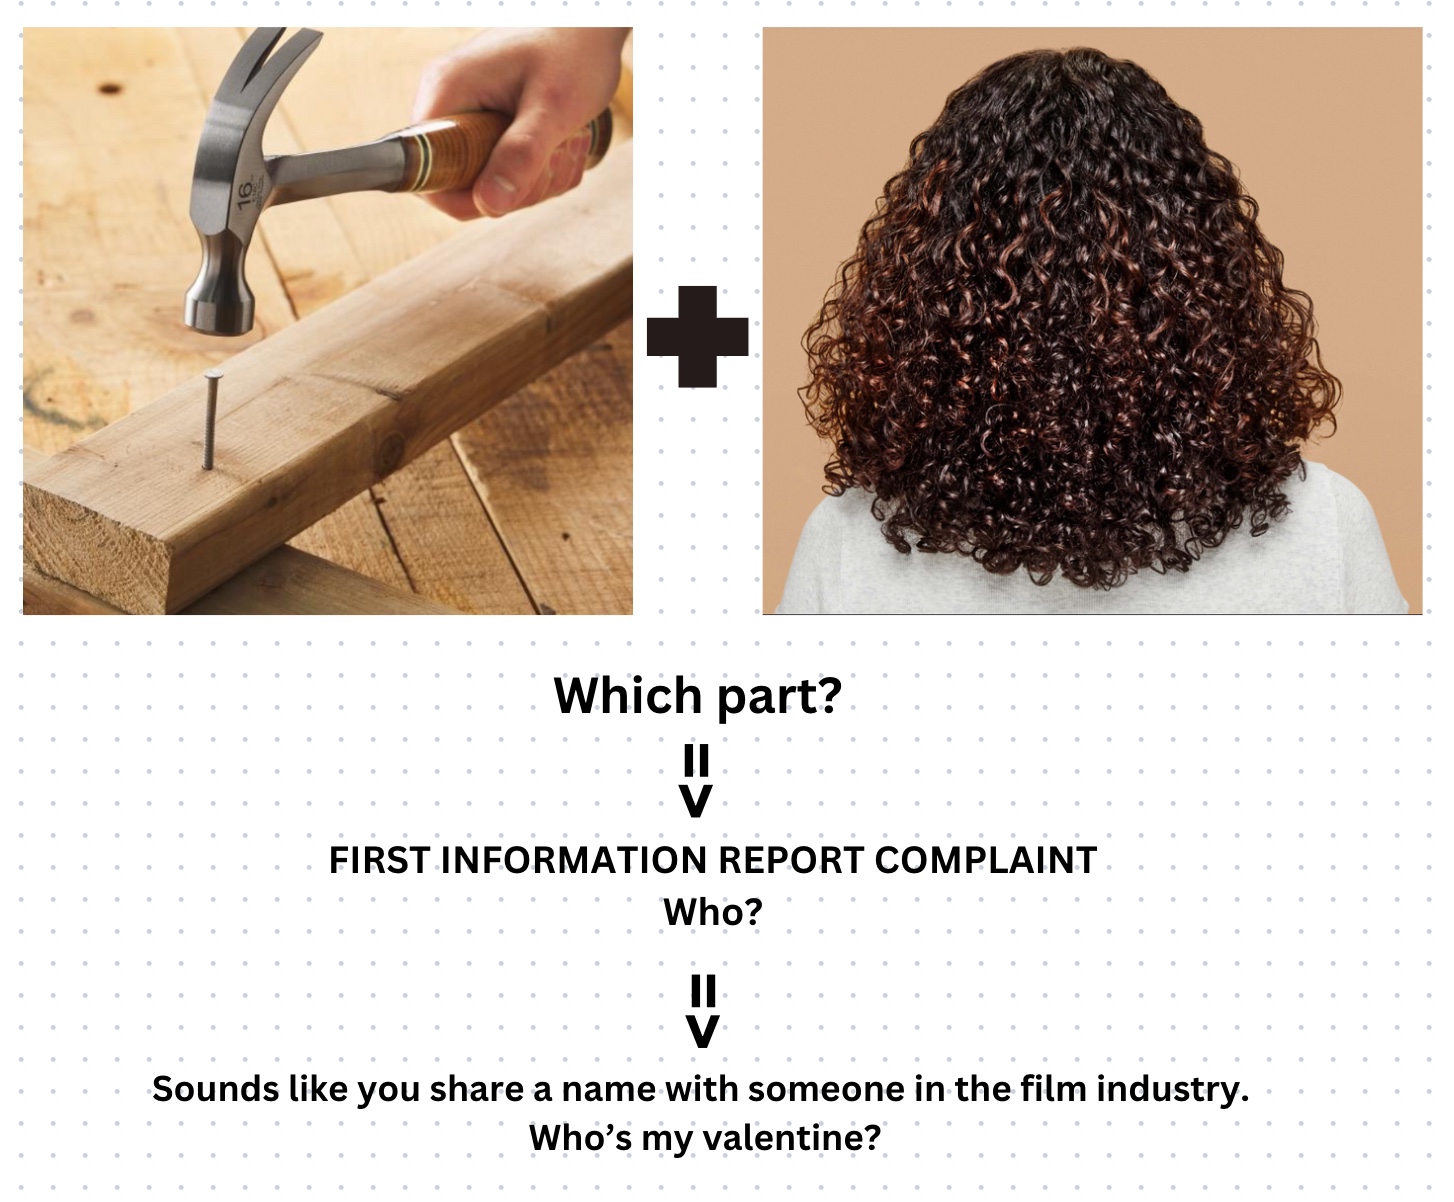 16
Which part?
=>
FIRST INFORMATION REPORT COMPLAINT
Who?
=>
Sounds like you share a name with someone in the film industry.
Who’s my valentine?